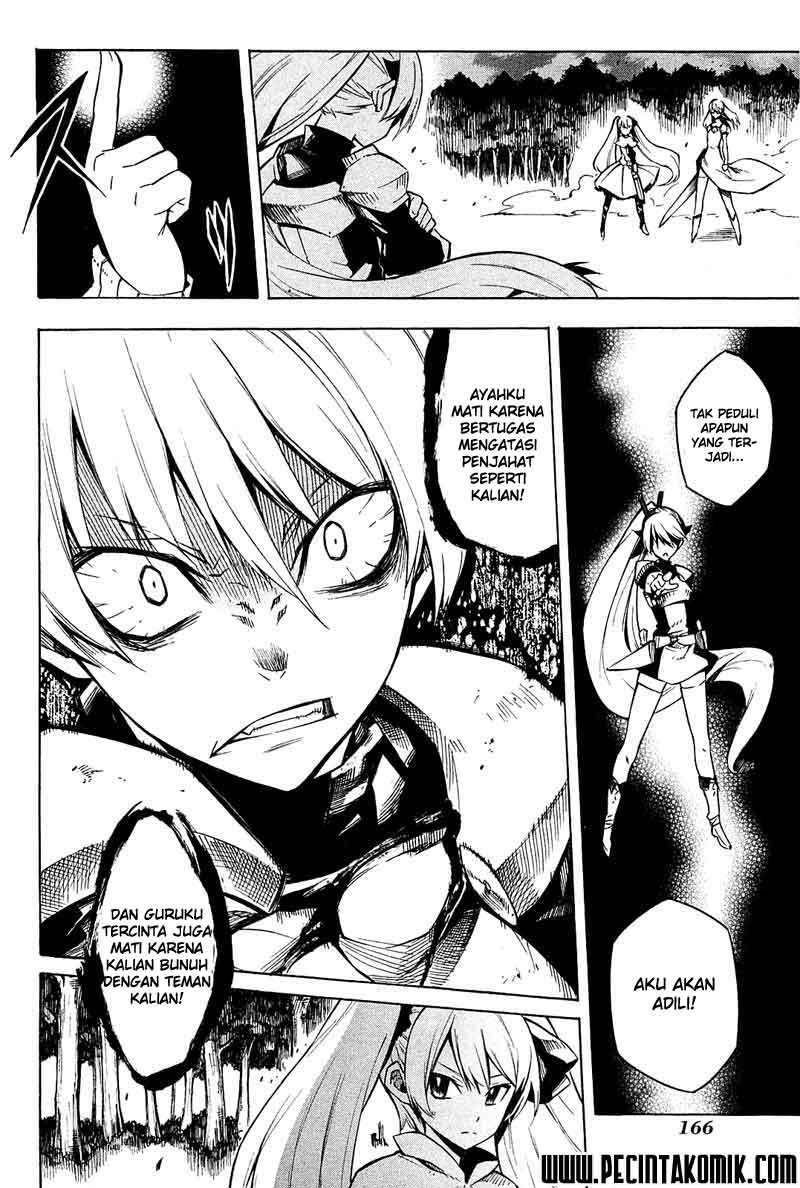 AYAHKU
MATI KARENA
BERTUGAS
MENGATASI
PENJAHAT
SEPERTI
KALIAN!
DAN GURUKU
TERCINTA JUGA
MATI KARENA
KALIAN BUNUH
DENGAN TEMAN
KALIAN!
TAK PEDULI
APAPUN
YANG TER-
JADI...
AKU AKAN
ADILI!
166
WWW.PECINTAKOMIK.COM